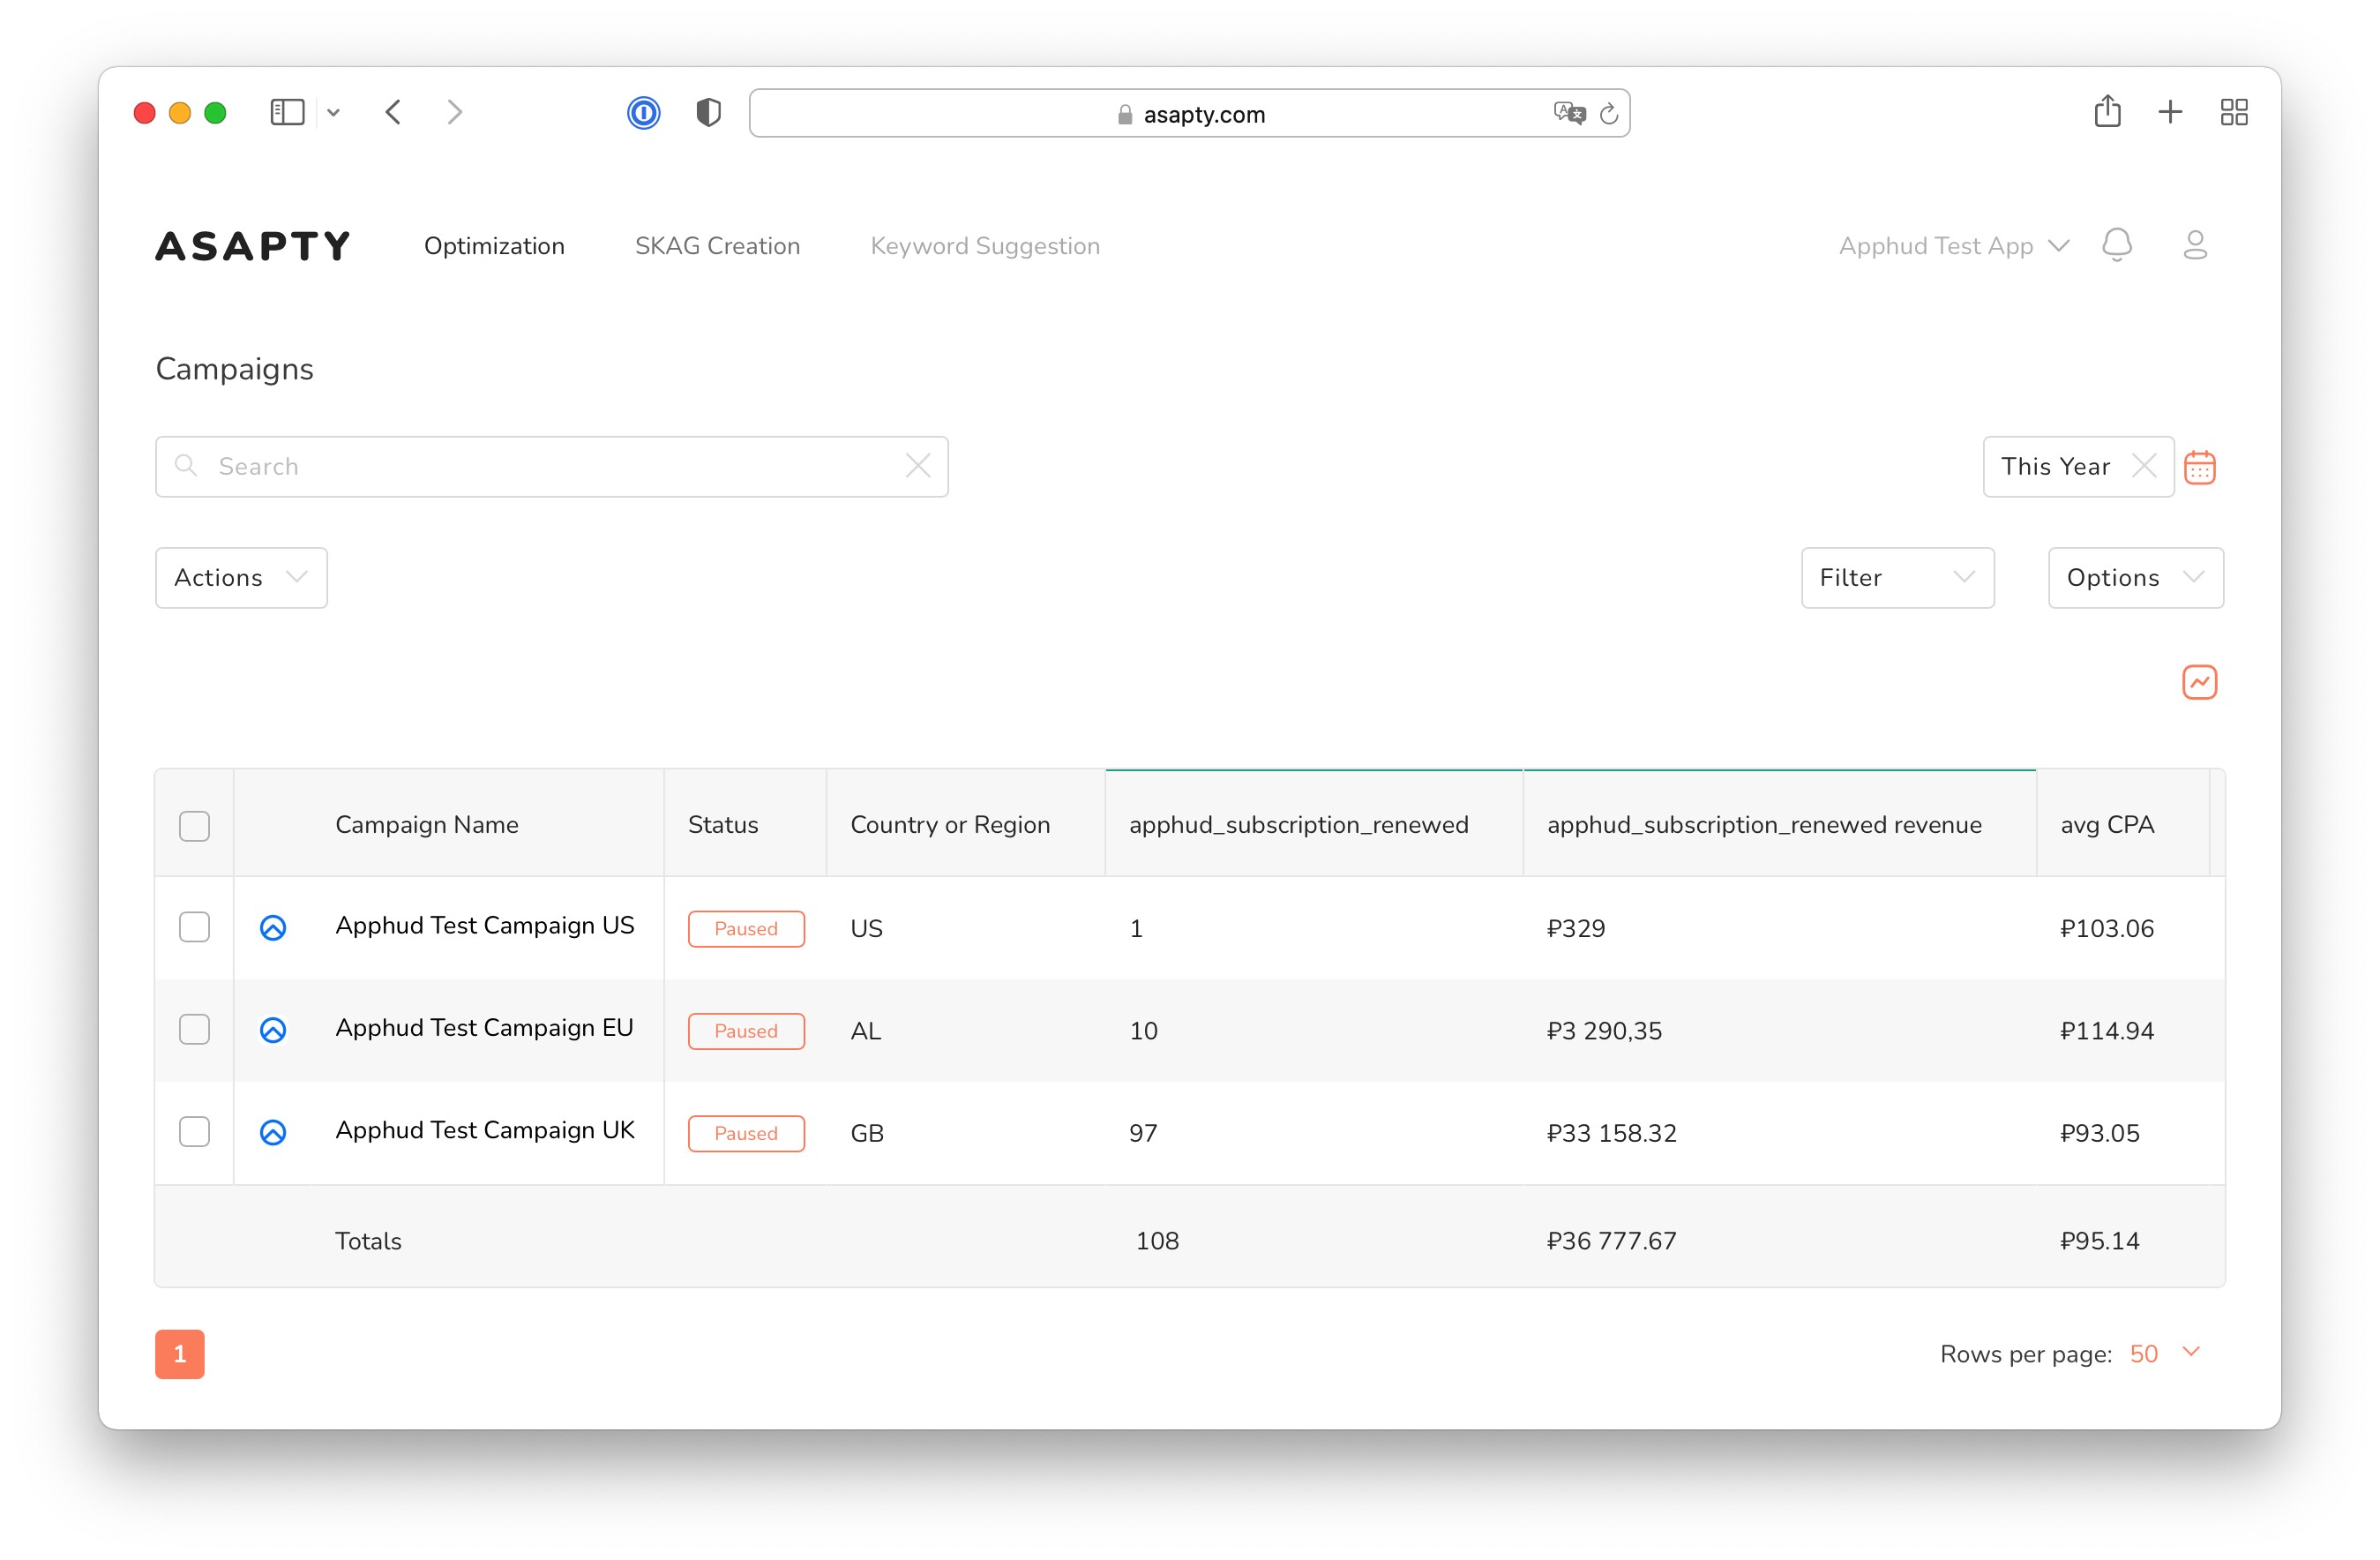 asapty.com
ASAPTY Optimization SKAG Creation Keyword Suggestion Apphud Test App
Campaigns
Search This Year
Actions Filter Options
Campaign Name Status Country or Region apphud_subscription_renewed apphud_subscription_renewed revenue avg CPA
Apphud Test Campaign US Paused US 1 ₽329 ₽103.06
Apphud Test Campaign EU Paused AL 10 ₽3 290,35 ₽114.94
Apphud Test Campaign UK Paused GB 97 ₽33 158.32 ₽93.05
Totals 108 ₽36 777.67 ₽95.14
1 Rows per page: 50